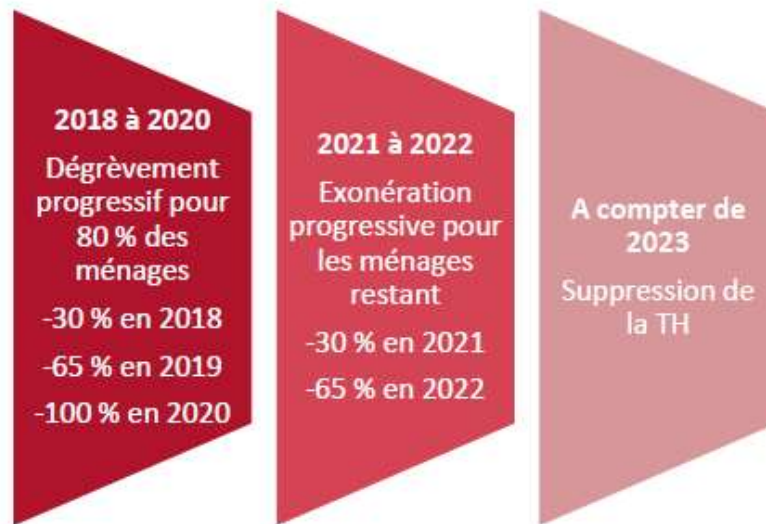 2018 à 2020
Dégrèvement
progressif pour
80 % des
ménages
-30 % en 2018
-65 % en 2019
-100 % en 2020
2021 à 2022
Exonération
progressive pour
les ménages
restant
-30 % en 2021
-65 % en 2022
A compter de
2023
Suppression de
la TH